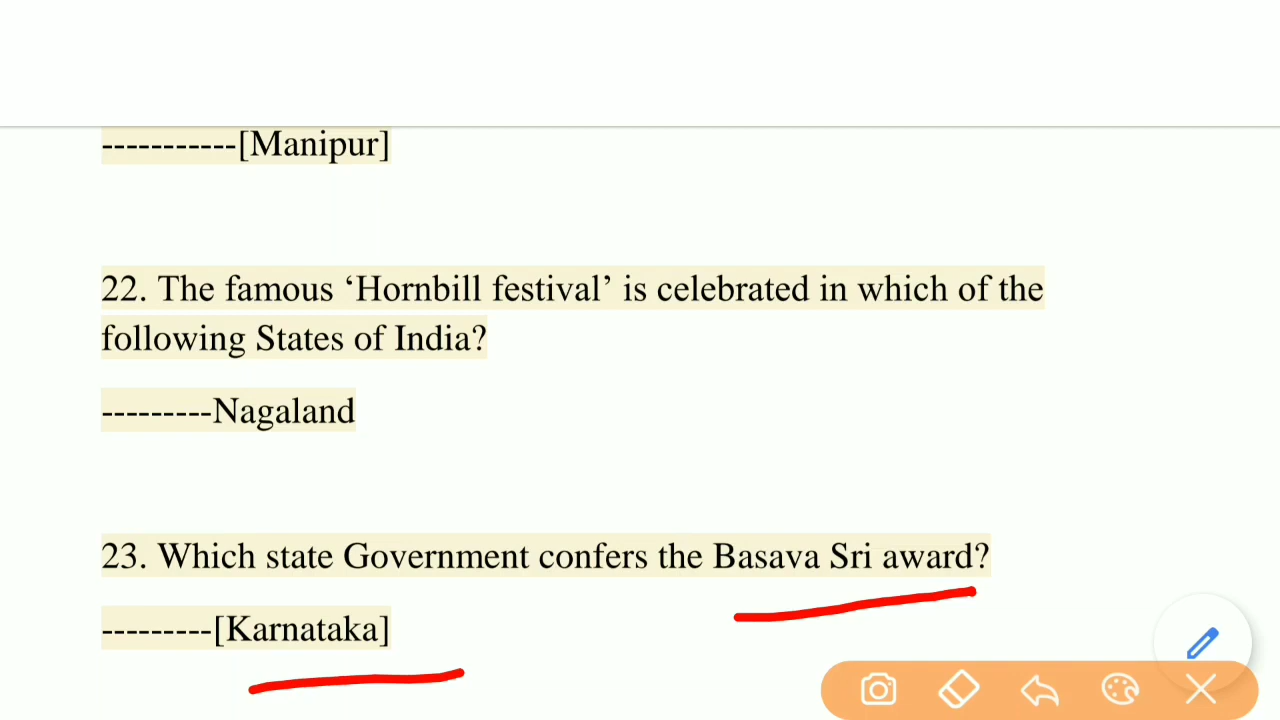 -----------[Manipur]
22. The famous ‘Hornbill festival’ is celebrated in which of the
following States of India?
---------Nagaland
23. Which state Government confers the Basava Sri award?
---------[Karnataka]